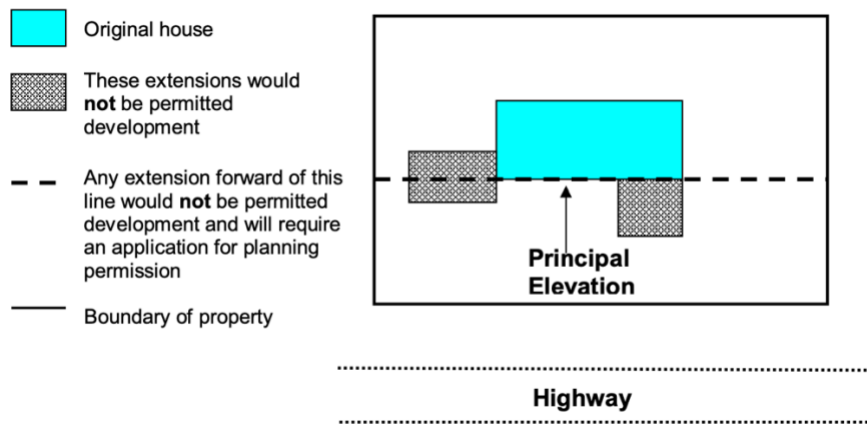 Original house
These extensions would
not be permitted
development
Any extension forward of this
line would not be permitted
development and will require
an application for planning
permission
Boundary of property
Principal
Elevation
Highway